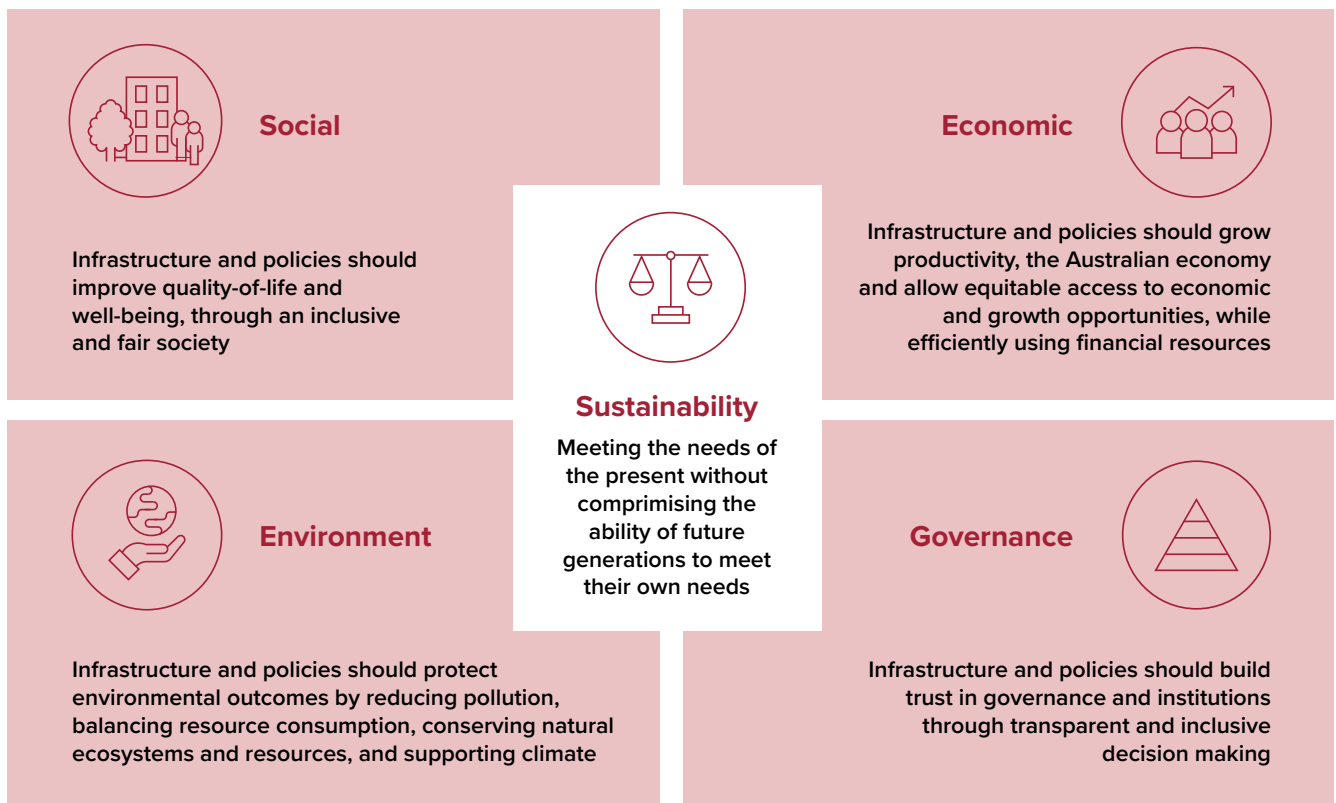 Social
Infrastructure and policies should
improve quality-of-life and
well-being, through an inclusive
and fair society
Economic
Infrastructure and policies should grow
productivity, the Australian economy
and allow equitable access to economic
and growth opportunities, while
efficiently using financial resources
Sustainability
Meeting the needs of
the present without
comprimising the
ability of future
generations to meet
their own needs
Environment
Infrastructure and policies should protect
environmental outcomes by reducing pollution,
balancing resource consumption, conserving natural
ecosystems and resources, and supporting climate
Governance
Infrastructure and policies should build
trust in governance and institutions
through transparent and inclusive
decision making